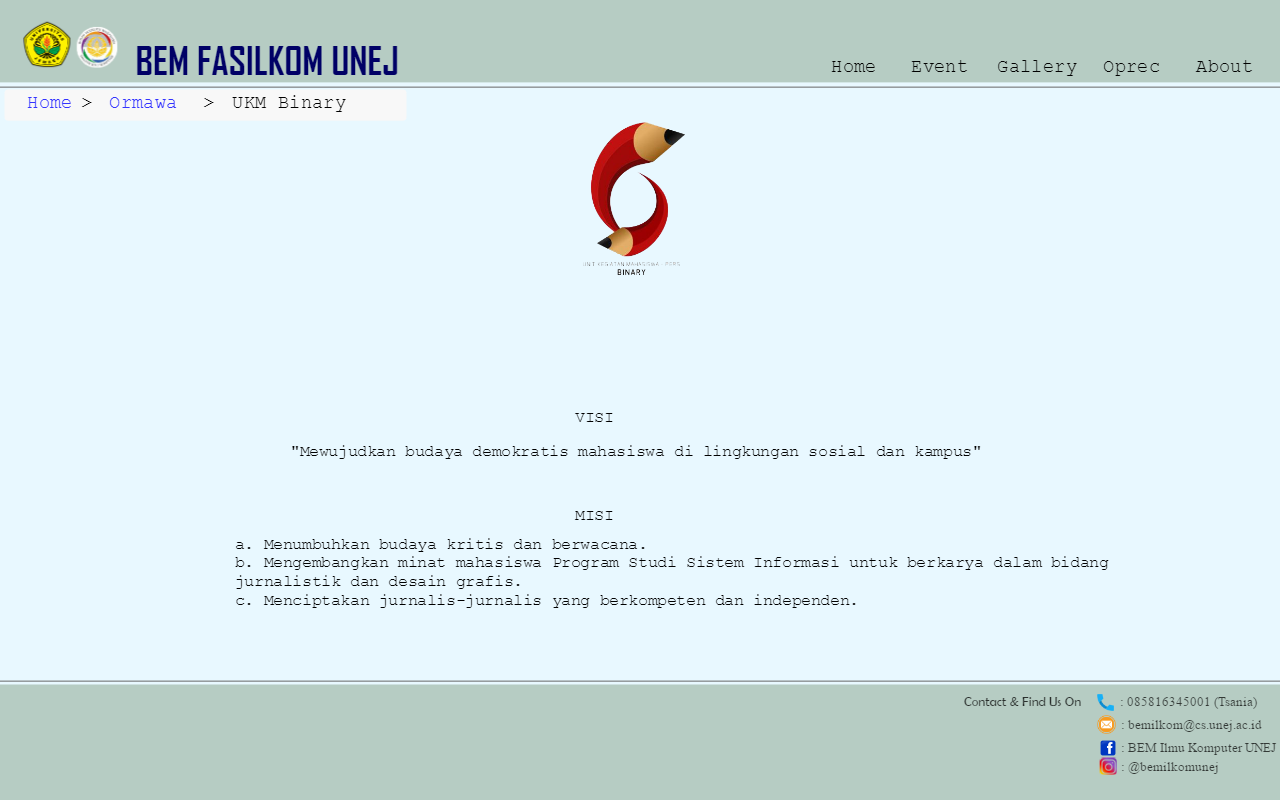 BEM FASILKOM UNEJ
Home Event Gallery Oprec About
Home > Ormawa > UKM Binary
UNIT KEGIATAN MAHASISWA - PERS
BINARY
VISI
"Mewujudkan budaya demokratis mahasiswa di lingkungan sosial dan kampus"
MISI
a. Menumbuhkan budaya kritis dan berwacana.
b. Mengembangkan minat mahasiswa Program Studi Sistem Informasi untuk berkarya dalam bidang
jurnalistik dan desain grafis.
c. Menciptakan jurnalis-jurnalis yang berkompeten dan independen.
Contact & Find Us On : 085816345001 (Tsania)
: bemilkom@cs.unej.ac.id
: BEM Ilmu Komputer UNEJ
: @bemilkomunej